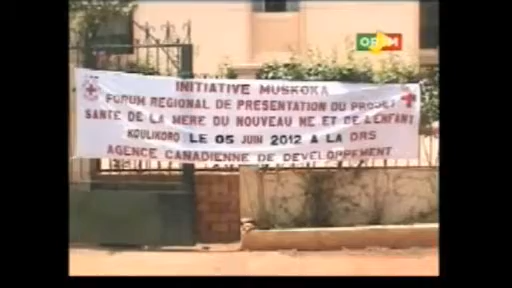 ORTM
INITIATIVE MUSKOKA
FORUM REGIONAL DE PRESENTATION DU PROJET
SANTE DE LA MERE DU NOUVEAU NE ET DE L'ENFANT
KOULIKORO LE 05 JUIN 2012 A LA DRS
AGENCE CANADIENNE DE DEVELOPPEMENT